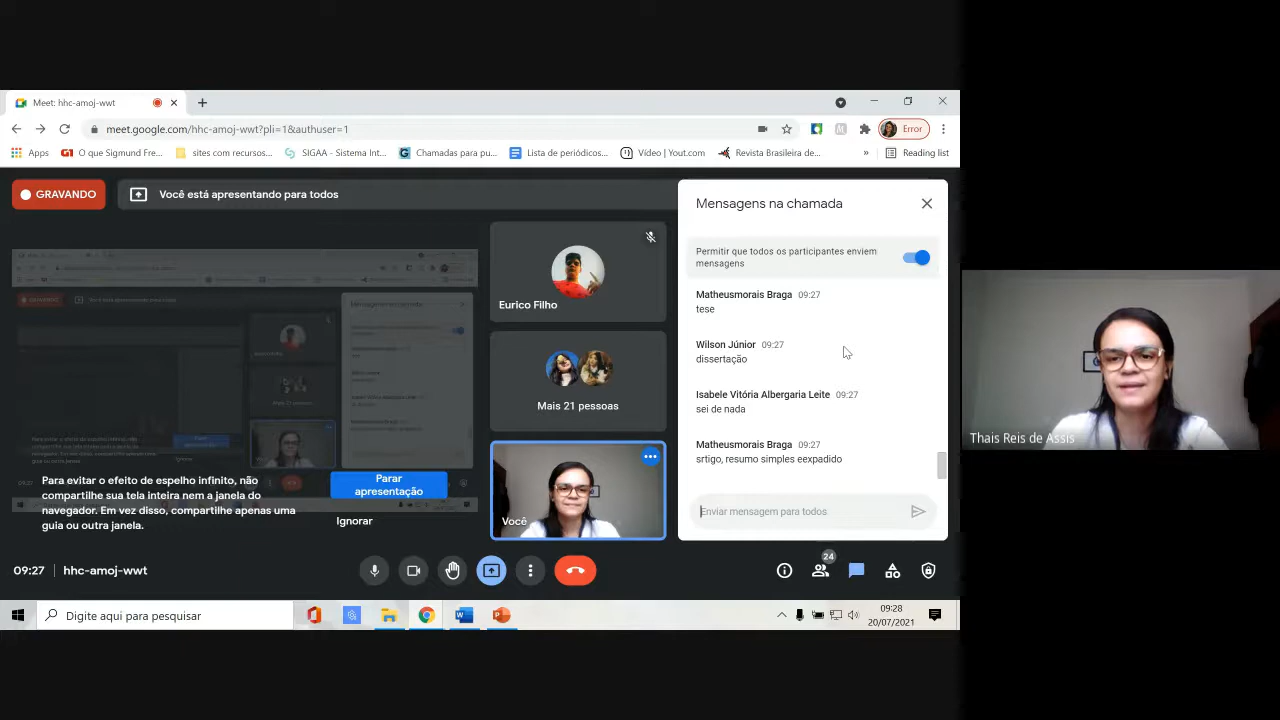 Meet: hhc-amoj-wwt
meet.google.com/hhc-amoj-wwt?pli=1&authuser=1
Error
Apps
O que Sigmund Fre...
sites com recursos...
SIGAA - Sistema Int...
Chamadas para pu...
Lista de periódicos...
Vídeo | Yout.com
Revista Brasileira de...
»
Reading list
GRAVANDO
Você está apresentando para todos
Mensagens na chamada
Permitir que todos os participantes enviem
mensagens
Matheusmorais Braga 09:27
tese
Wilson Júnior 09:27
dissertação
Isabele Vitória Albergaria Leite 09:27
sei de nada
Matheusmorais Braga 09:27
srtigo, resumo simples eexpadido
Enviar mensagem para todos
Eurico Filho
Mais 21 pessoas
Você
Para evitar o efeito de espelho infinito, não
compartilhe sua tela inteira nem a janela do
navegador. Em vez disso, compartilhe apenas uma
guia ou outra janela.
Parar
apresentação
Ignorar
Thais Reis de Assis
09:27 | hhc-amoj-wwt
24
Digite aqui para pesquisar
09:28
20/07/2021